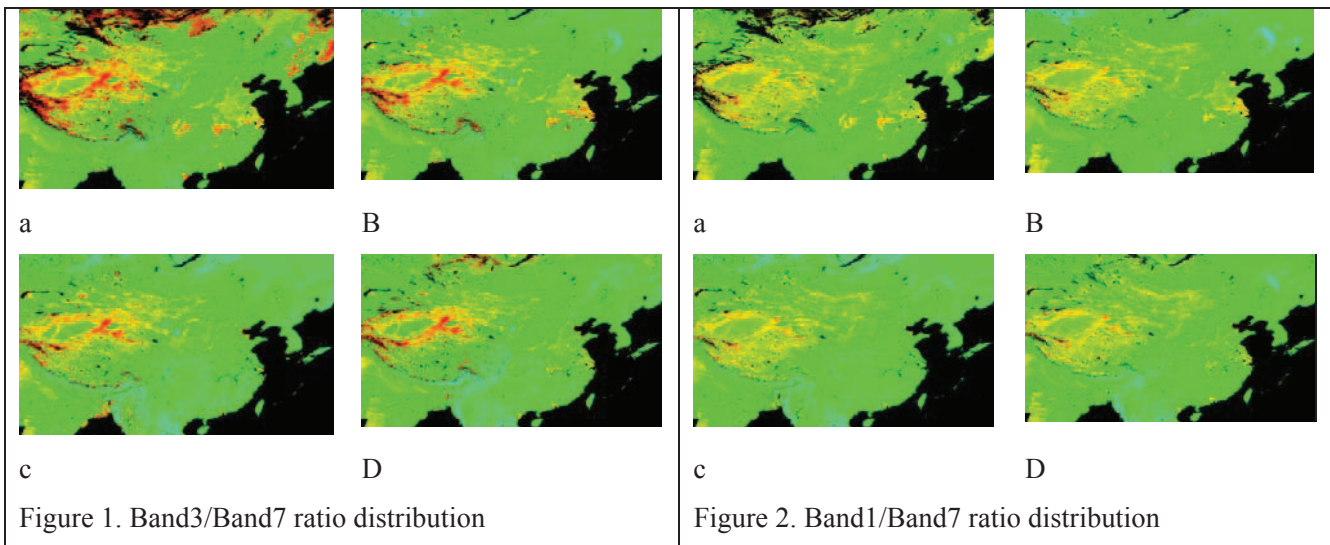 a
B
c
D
Figure 1. Band3/Band7 ratio distribution
a
B
c
D
Figure 2. Band1/Band7 ratio distribution